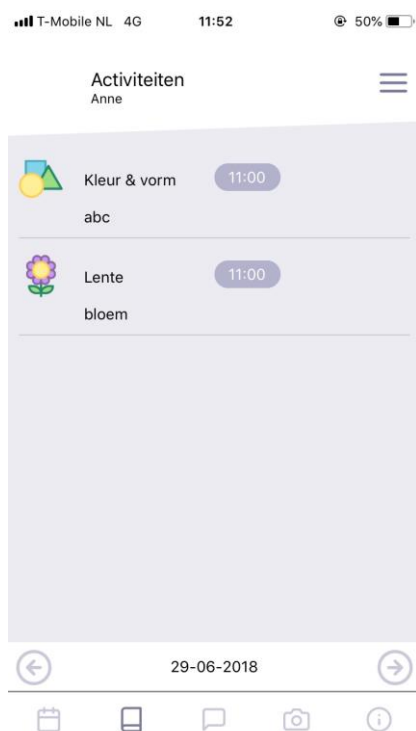 T-Mobile NL 4G 11:52 50%
Activiteiten
Anne
Kleur & vorm 11:00
abc
Lente 11:00
bloem
29-06-2018